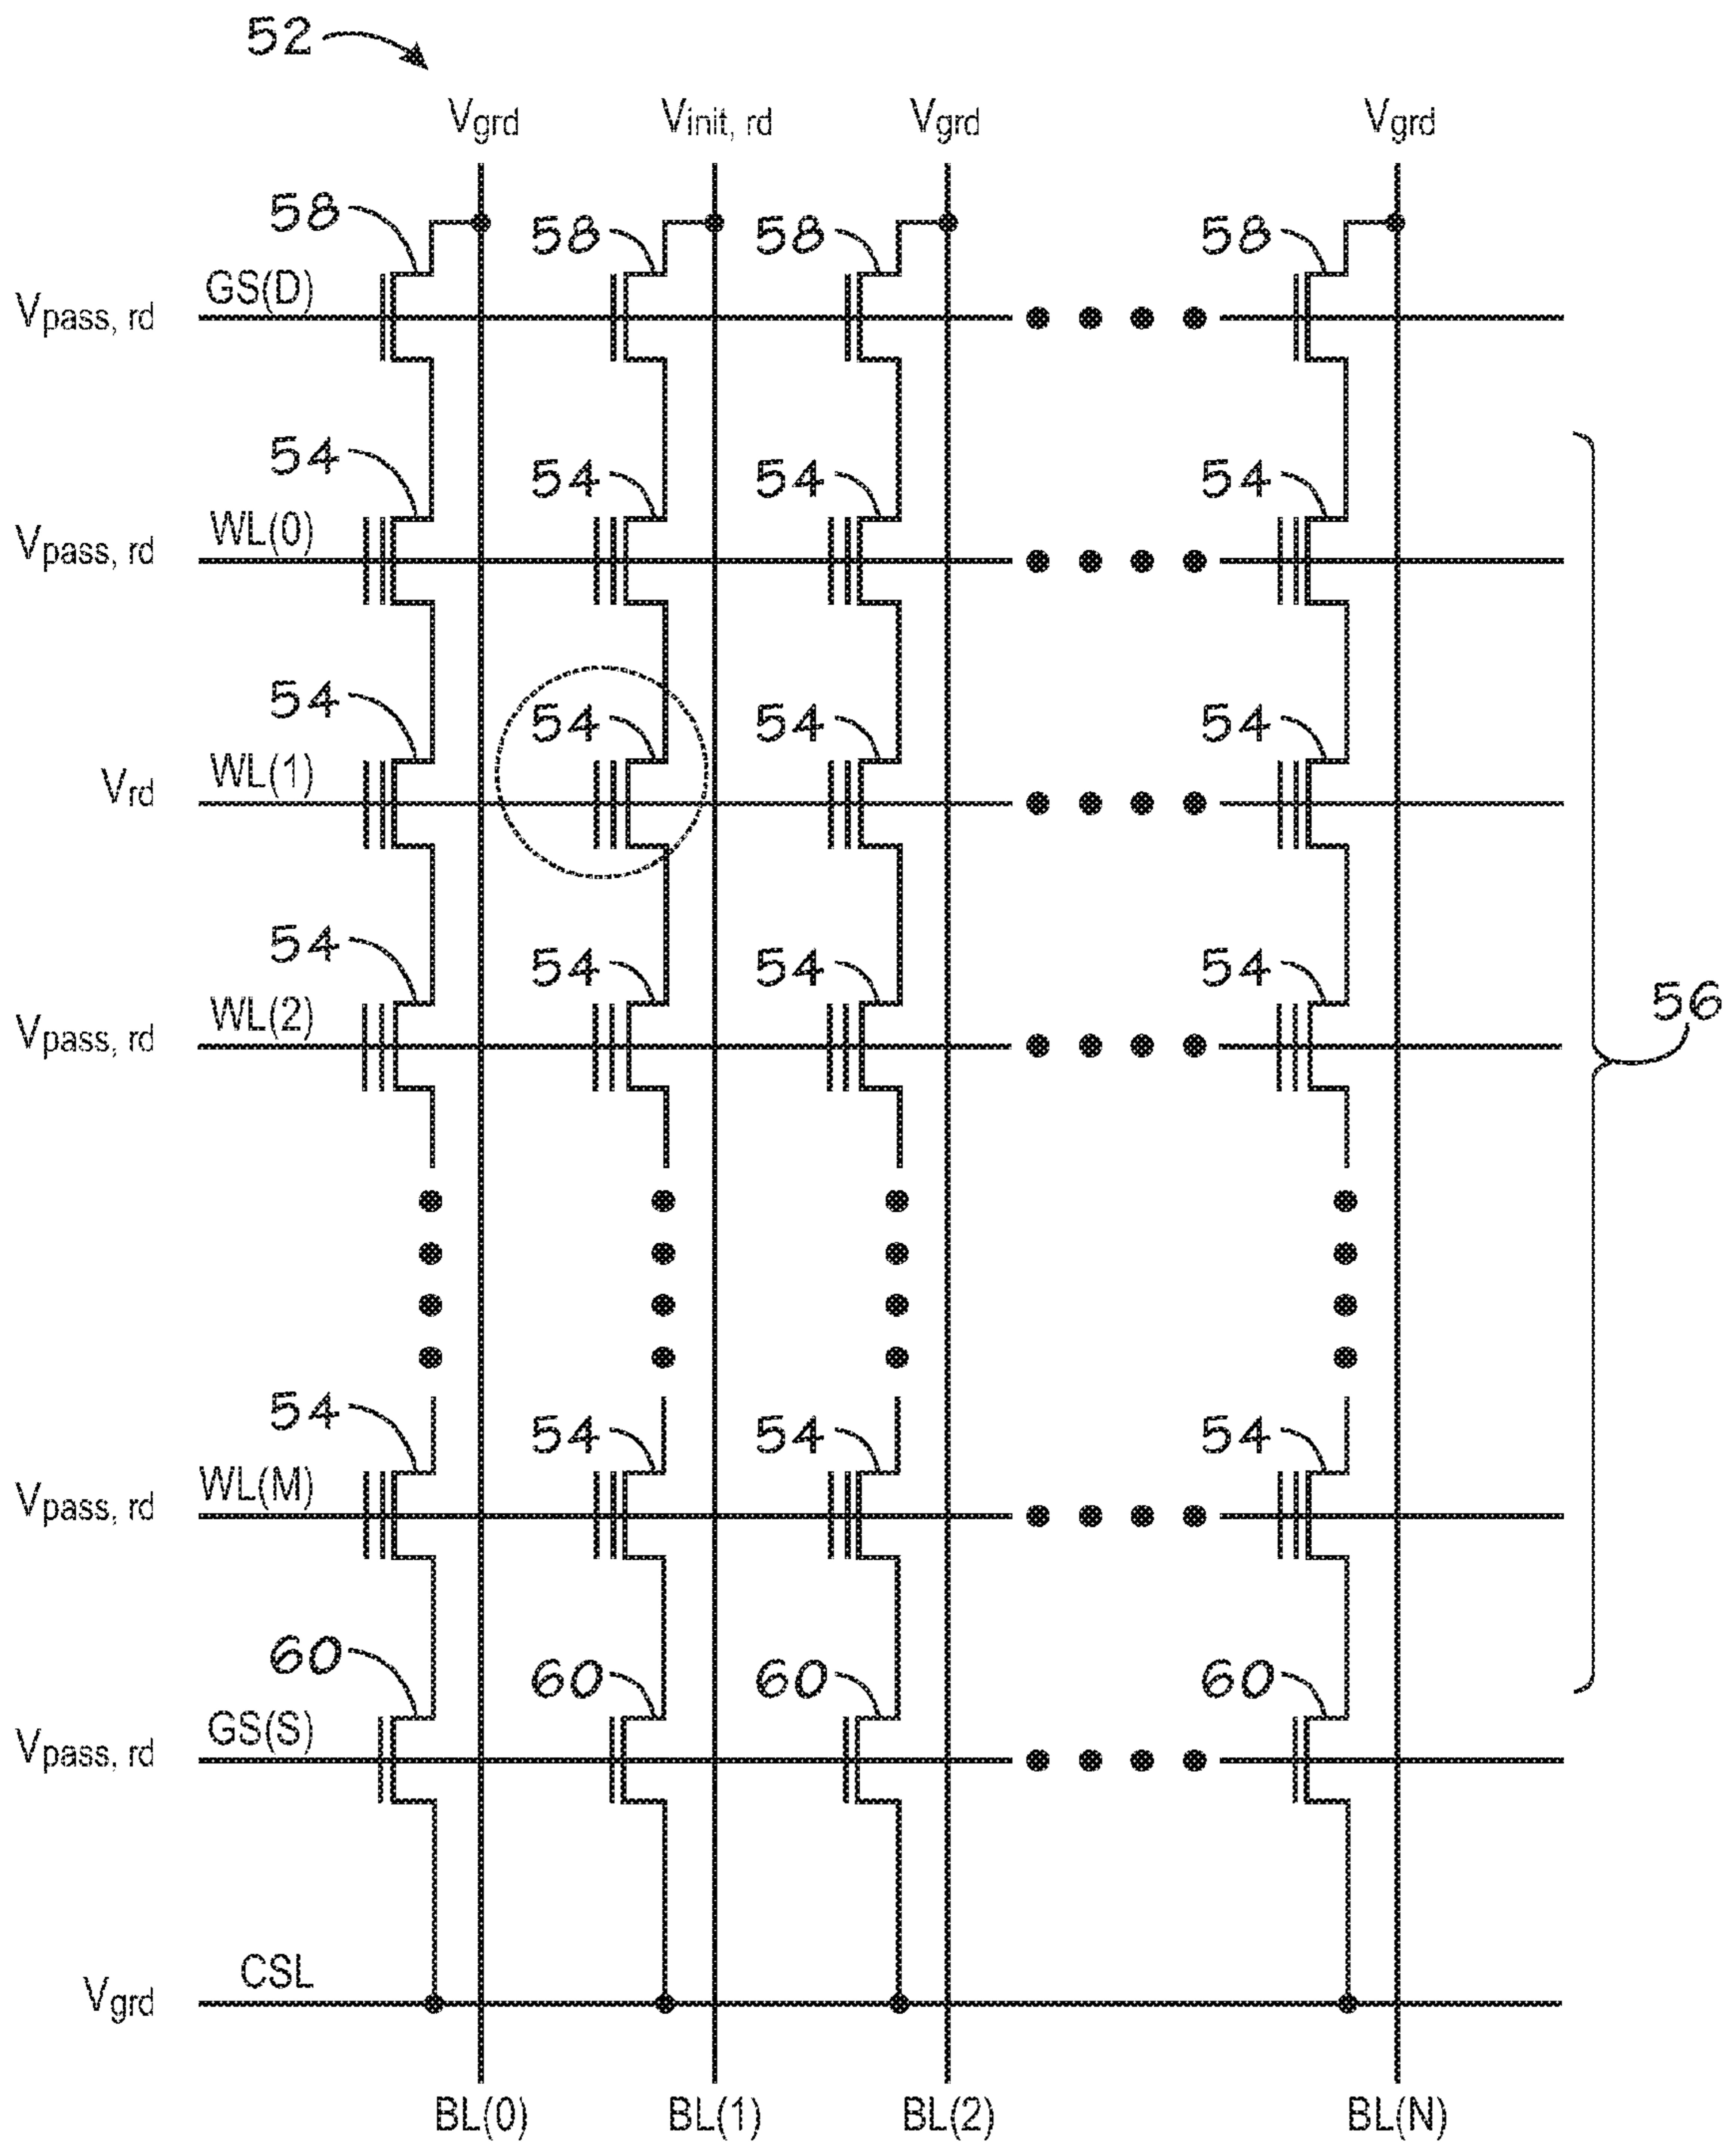 52
Vgrd Vinit, rd Vgrd Vgrd
58 58 58 58
Vpass, rd GS(D)
54 54 54 54
Vpass, rd WL(0)
54 54 54 54
Vrd WL(1)
54 54 54 54
Vpass, rd WL(2)
56
54 54 54 54
Vpass, rd WL(M)
60 60 60 60
Vpass, rd GS(S)
Vgrd CSL
BL(0) BL(1) BL(2) BL(N)